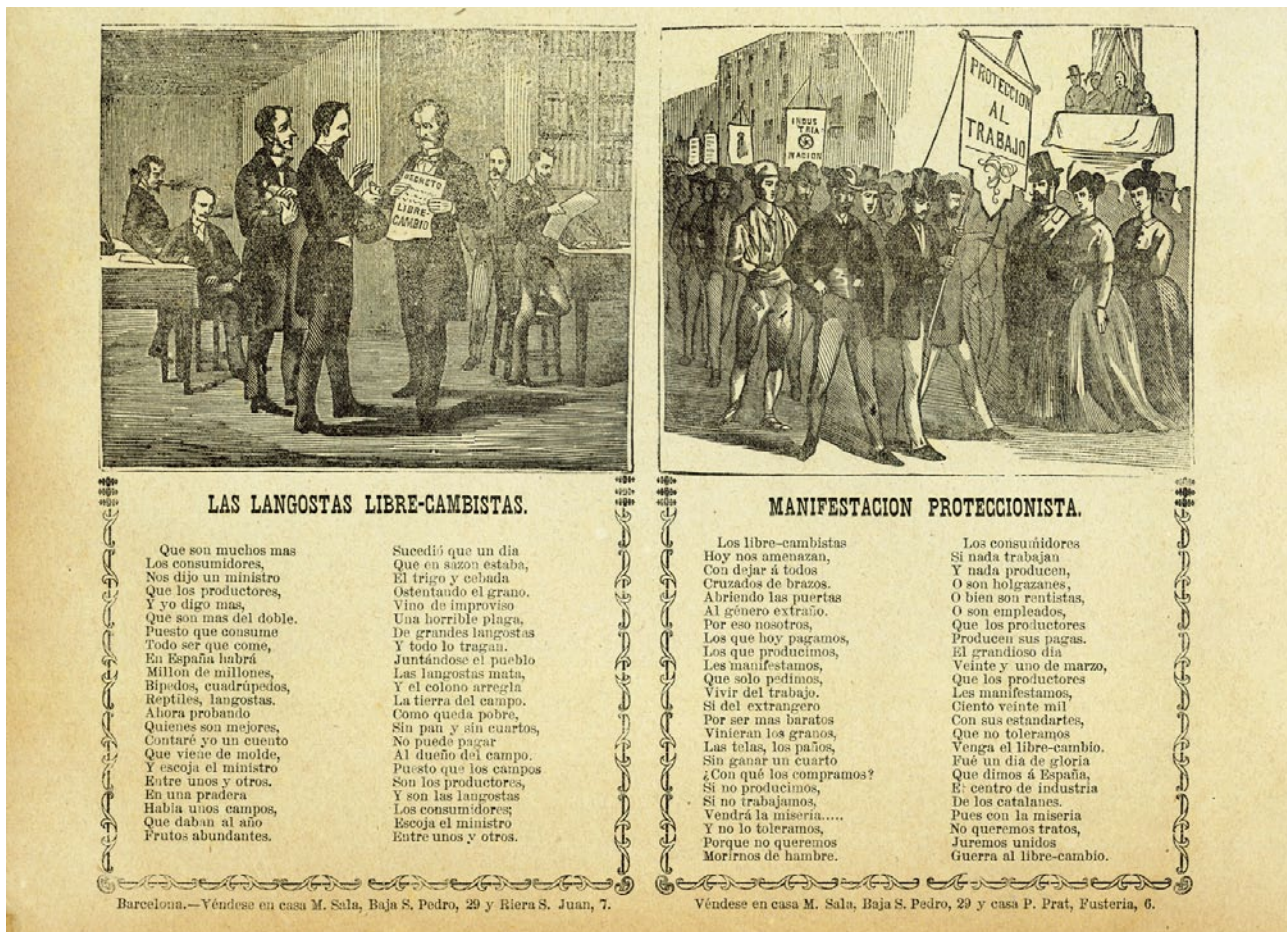 DECRETO
LIBRE-
CAMBIO
PROTECCION
AL
TRABAJO
INDUS
TRIA
NACION
LAS LANGOSTAS LIBRE-CAMBISTAS.
Que son muchos mas
Los consumidores,
Nos dijo un ministro
Que los productores,
Y yo digo mas,
Que son mas del doble.
Puesto que consume
Todo ser que come,
En España habrá
Millon de millones,
Bípedos, cuadrúpedos,
Reptiles, langostas.
Ahora probando
Quienes son mejores,
Contaré yo un cuento
Que viene de molde,
Y escoja el ministro
Entre unos y otros.
En una pradera
Habia unos campos,
Que daban al año
Frutos abundantes.
Sucedió que un dia
Que en sazon estaba,
El trigo y cebada
Ostentando el grano.
Vino de improviso
Una horrible plaga,
De grandes langostas
Y todo lo tragan.
Juntándose el pueblo
Las langostas mata,
Y el colono arregla
La tierra del campo.
Como queda pobre,
Sin pan y sin cuartos,
No puede pagar
Al dueño del campo.
Puesto que los campos
Son los productores,
Y son las langostas
Los consumidores;
Escoja el ministro
Entre unos y otros.
Barcelona.—Véndese en casa M. Sala, Baja S. Pedro, 29 y Riera S. Juan, 7.
MANIFESTACION PROTECCIONISTA.
Los libre-cambistas
Hoy nos amenazan,
Con dejar á todos
Cruzados de brazos.
Abriendo las puertas
Al género extraño.
Por eso nosotros,
Los que hoy pagamos,
Los que producimos,
Les manifestamos,
Que solo pedimos,
Vivir del trabajo.
Si del extrangero
Por ser mas baratos
Vinieran los granos,
Las telas, los paños,
Sin ganar un cuarto
¿Con qué los compramos?
Si no producimos,
Si no trabajamos,
Vendrá la miseria.....
Y no lo toleramos,
Porque no queremos
Morirnos de hambre.
Los consumidores
Si nada trabajan
Y nada producen,
O son holgazanes,
O bien son rentistas,
O son empleados,
Que los productores
Producen sus pagas.
El grandioso dia
Veinte y uno de marzo,
Que los productores
Les manifestamos,
Ciento veinte mil
Con sus estandartes,
Que no toleramos
Venga el libre-cambio.
Fué un dia de gloria
Que dimos á España,
El centro de industria
De los catalanes.
Pues con la miseria
No queremos tratos,
Juremos unidos
Guerra al libre-cambio.
Véndese en casa M. Sala, Baja S. Pedro, 29 y casa P. Prat, Fusteria, 6.